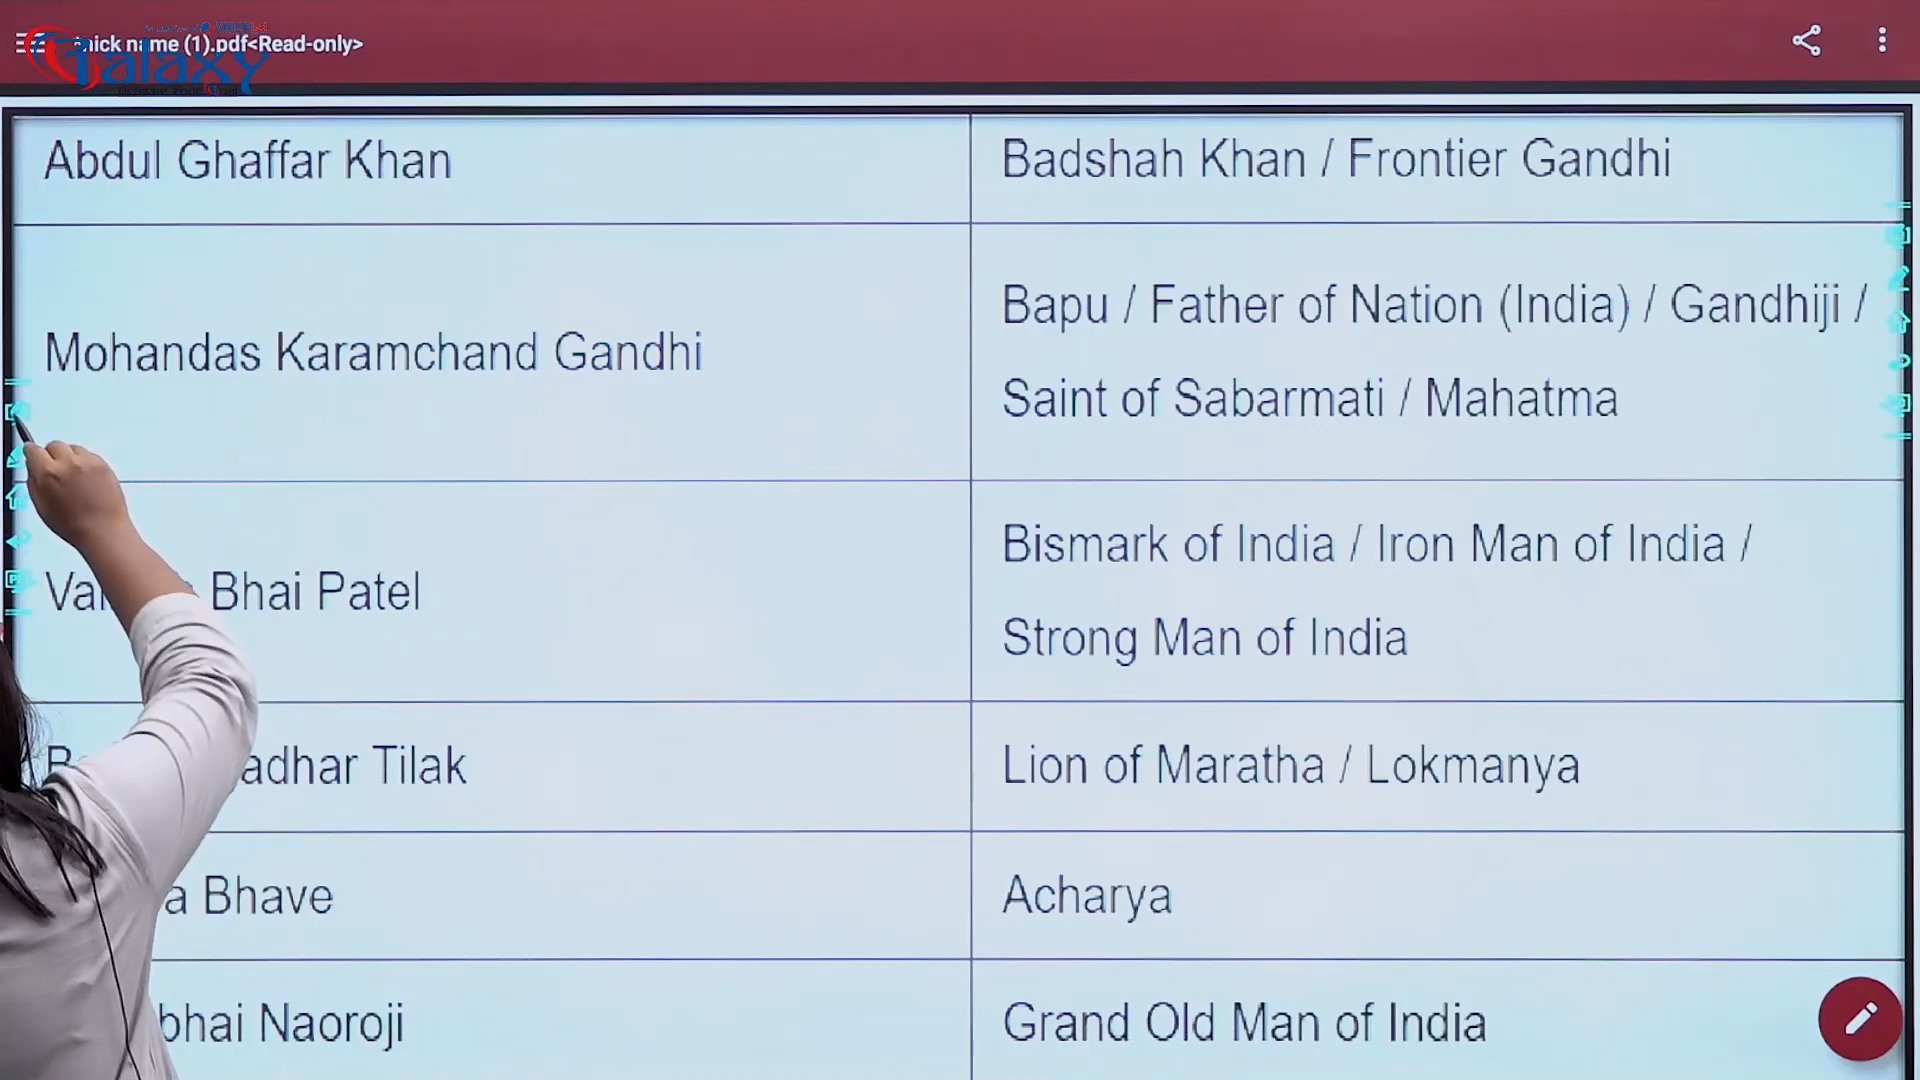 nick name (1).pdf<Read-only>
Galaxy
Abdul Ghaffar Khan
Badshah Khan / Frontier Gandhi
Mohandas Karamchand Gandhi
Bapu / Father of Nation (India) / Gandhiji /
Saint of Sabarmati / Mahatma
Bhai Patel
Bismark of India / Iron Man of India /
Strong Man of India
adhar Tilak
Lion of Maratha / Lokmanya
a Bhave
Acharya
bhai Naoroji
Grand Old Man of India